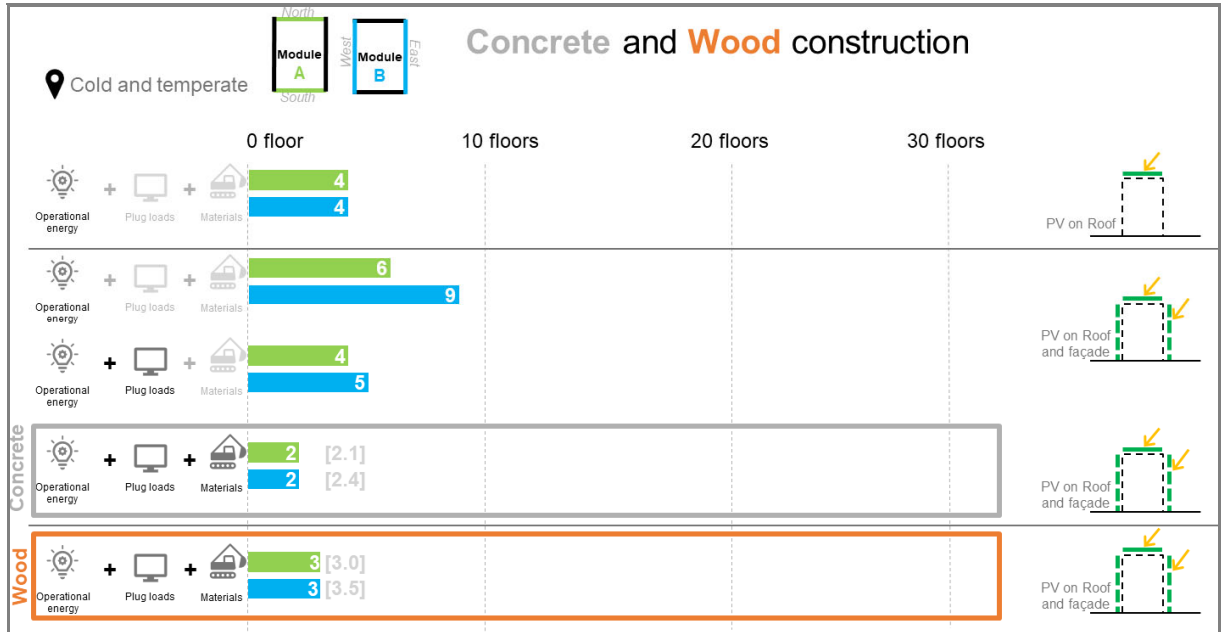 North
Concrete and Wood construction
Module
A
West
Module
B
East
South
Cold and temperate
0 floor
10 floors
20 floors
30 floors
+
+
4
4
Operational
energy
Plug loads
Materials
PV on Roof
+
+
6
9
Operational
energy
Plug loads
Materials
PV on Roof
and façade
+
+
4
5
Operational
energy
Plug loads
Materials
Concrete
+
+
2 [2.1]
2 [2.4]
Operational
energy
Plug loads
Materials
PV on Roof
and façade
Wood
+
+
3 [3.0]
3 [3.5]
Operational
energy
Plug loads
Materials
PV on Roof
and façade